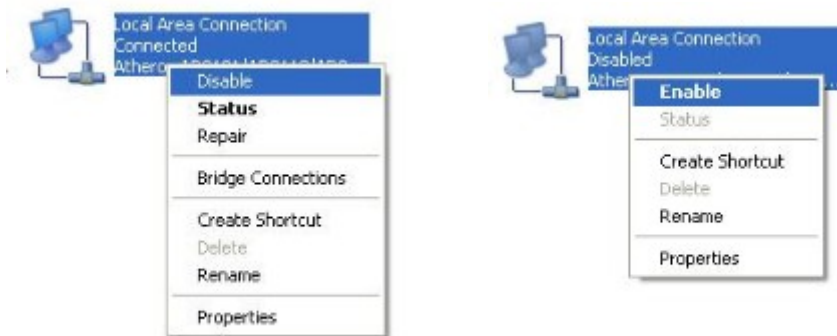 Local Area Connection
Connected
Disable
Status
Repair
Bridge Connections
Create Shortcut
Delete
Rename
Properties
Local Area Connection
Disabled
Enable
Status
Create Shortcut
Delete
Rename
Properties